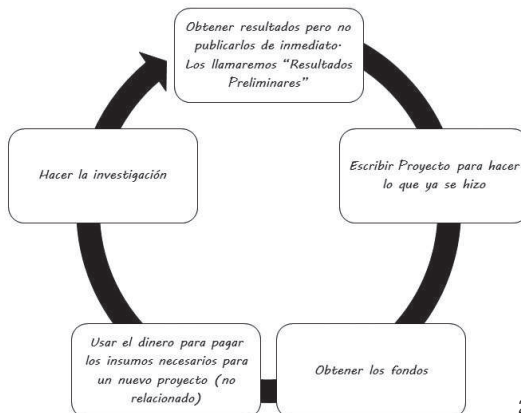 Obtener resultados pero no
publicarlos de inmediato.
Los llamaremos “Resultados
Preliminares”
Escribir Proyecto para hacer
lo que ya se hizo
Obtener los fondos
Usar el dinero para pagar
los insumos necesarios para
un nuevo proyecto (no
relacionado)
Hacer la investigación